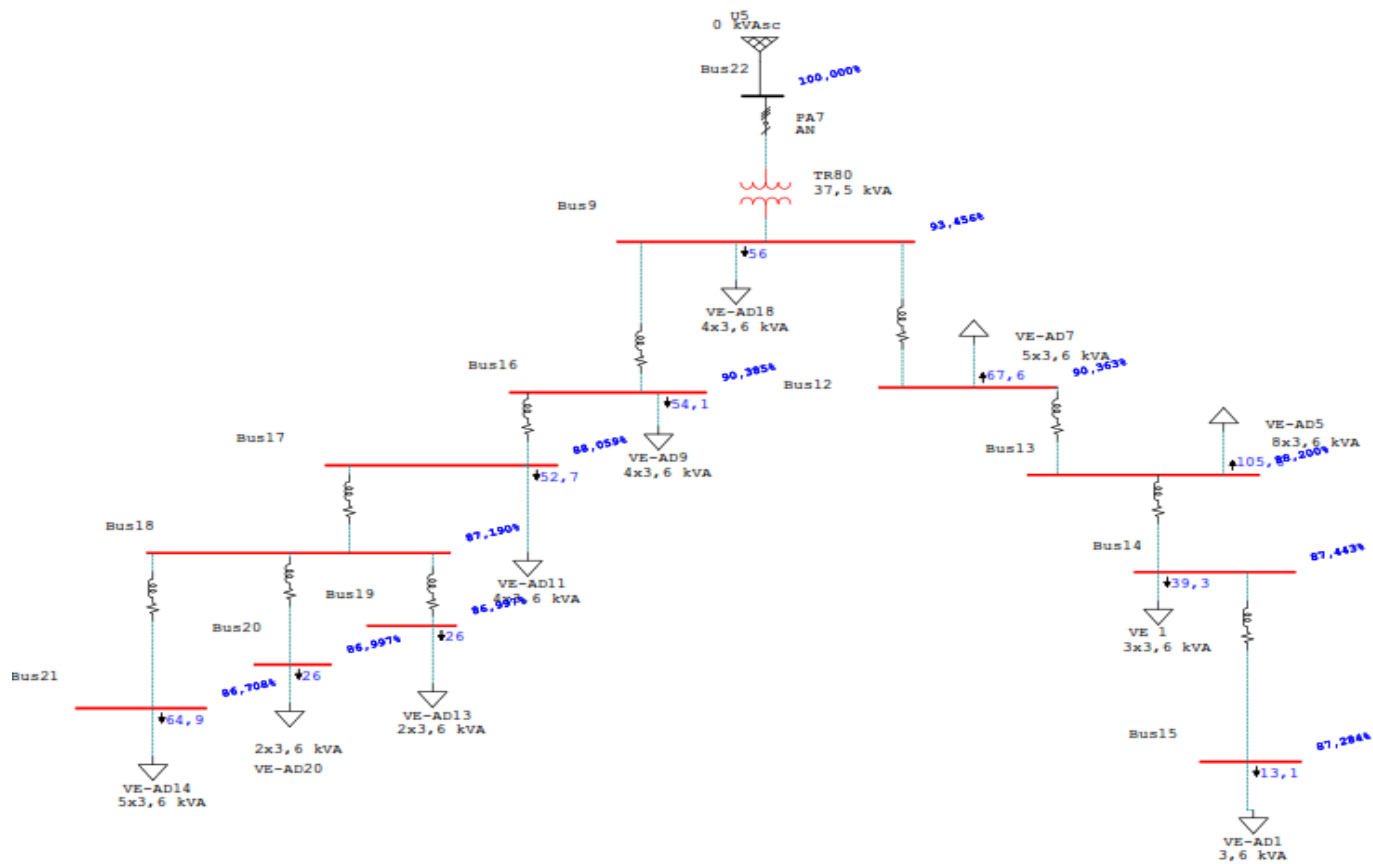 U5
0 kVAsc
Bus22
100,000%
PA7
AN
TR80
37,5 kVA
Bus9
93,456%
56
VE-AD18
4x3,6 kVA
VE-AD7
5x3,6 kVA
Bus16
90,385%
Bus12
67,6
90,363%
54,1
VE-AD9
4x3,6 kVA
VE-AD5
8x3,6 kVA
Bus17
88,059%
Bus13
105,
88,200%
52,7
Bus18
87,190%
VE-AD11
4x3,6 kVA
Bus14
87,443%
39,3
VE 1
3x3,6 kVA
Bus19
86,997%
26
Bus20
86,997%
26
Bus21
86,708%
64,9
VE-AD13
2x3,6 kVA
2x3,6 kVA
VE-AD20
VE-AD14
5x3,6 kVA
Bus15
87,284%
13,1
VE-AD1
3,6 kVA